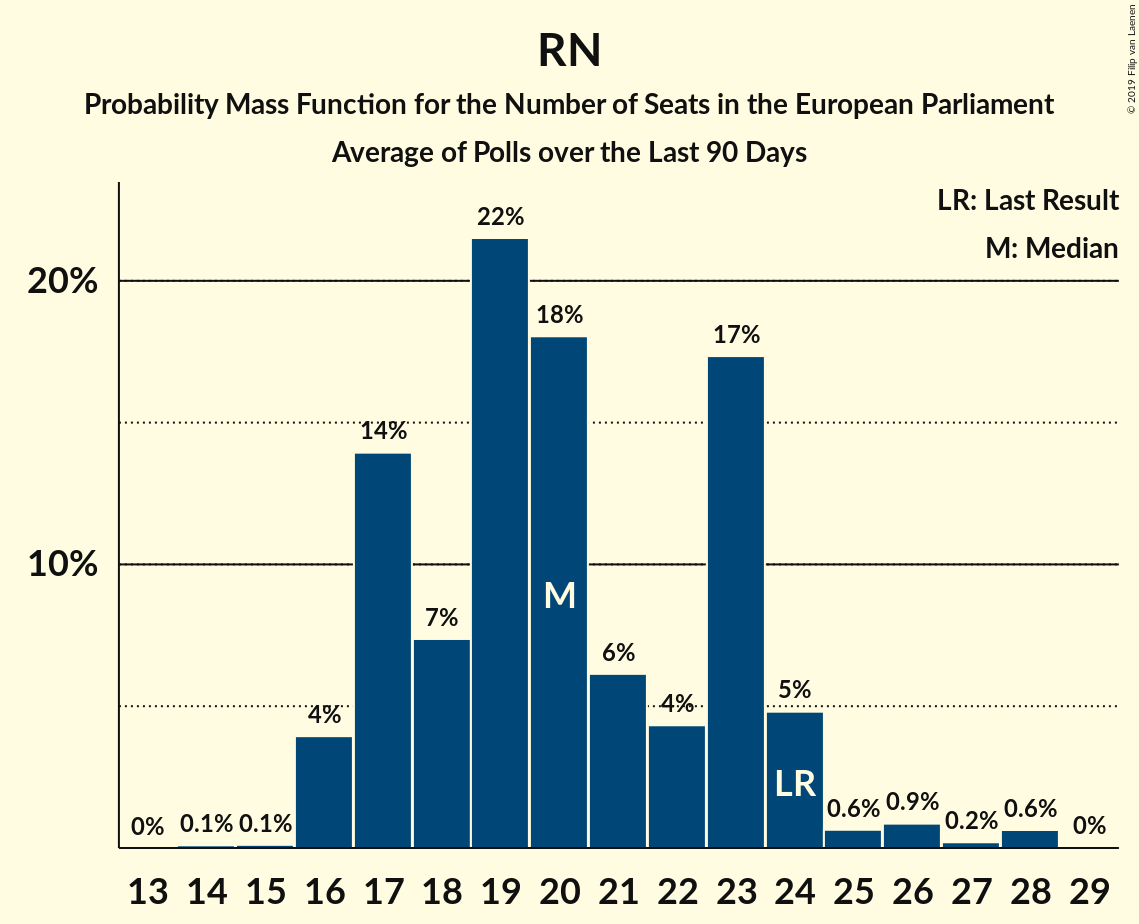 RN
Probability Mass Function for the Number of Seats in the European Parliament
Average of Polls over the Last 90 Days
© 2019 Filip van Laenen
LR: Last Result
M: Median
20%
10%
0% 0.1% 0.1% 4% 14% 7% 22% 18% 6% 4% 17% 5% 0.6% 0.9% 0.2% 0.6% 0%
M
LR
13 14 15 16 17 18 19 20 21 22 23 24 25 26 27 28 29